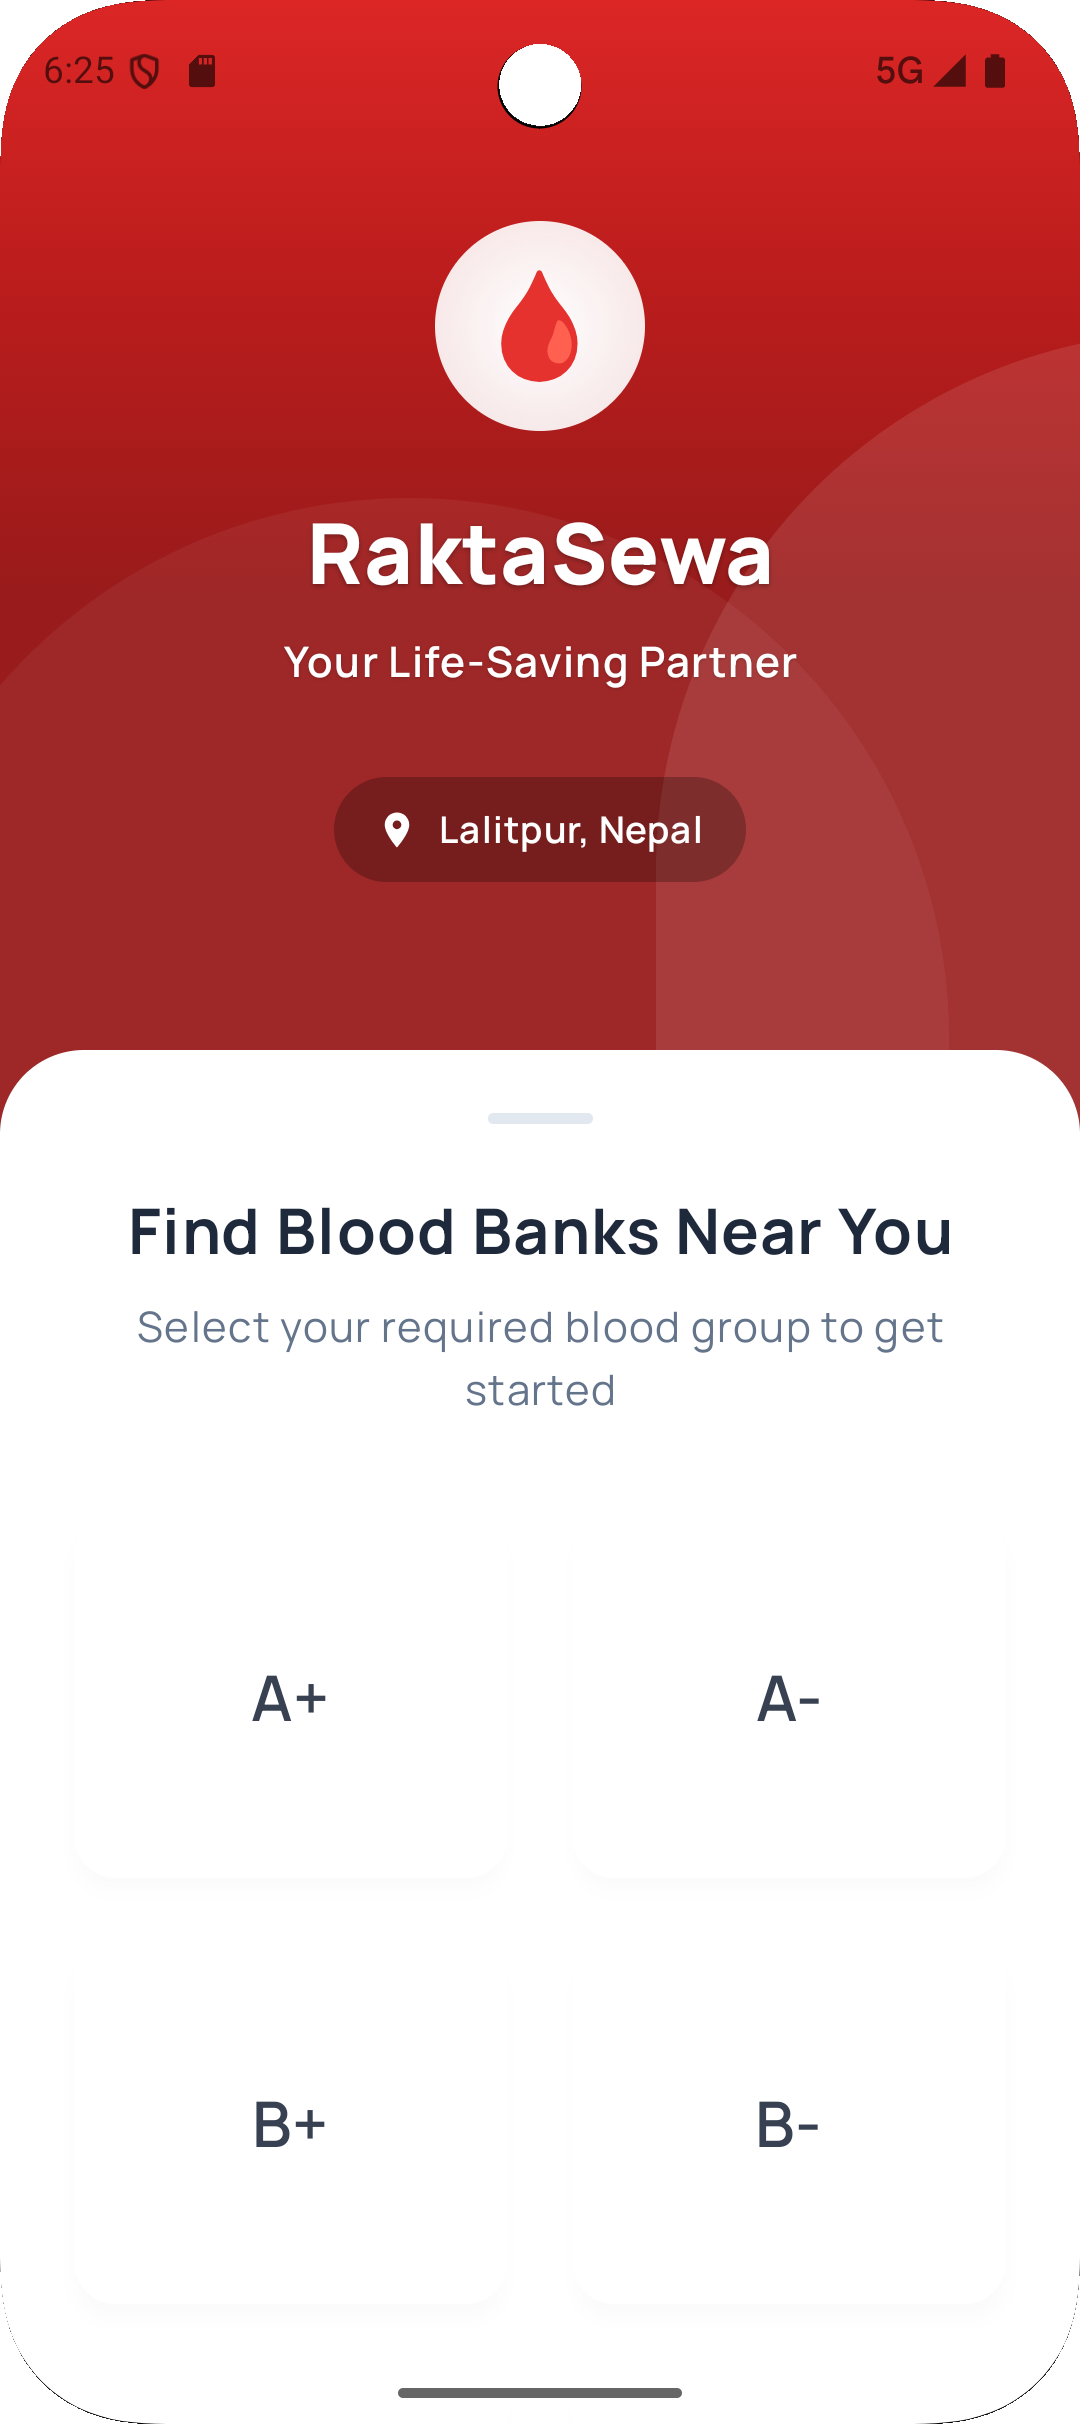 6:25
5G
RaktaSewa
Your Life-Saving Partner
Lalitpur, Nepal
Find Blood Banks Near You
Select your required blood group to get
started
A+
A-
B+
B-